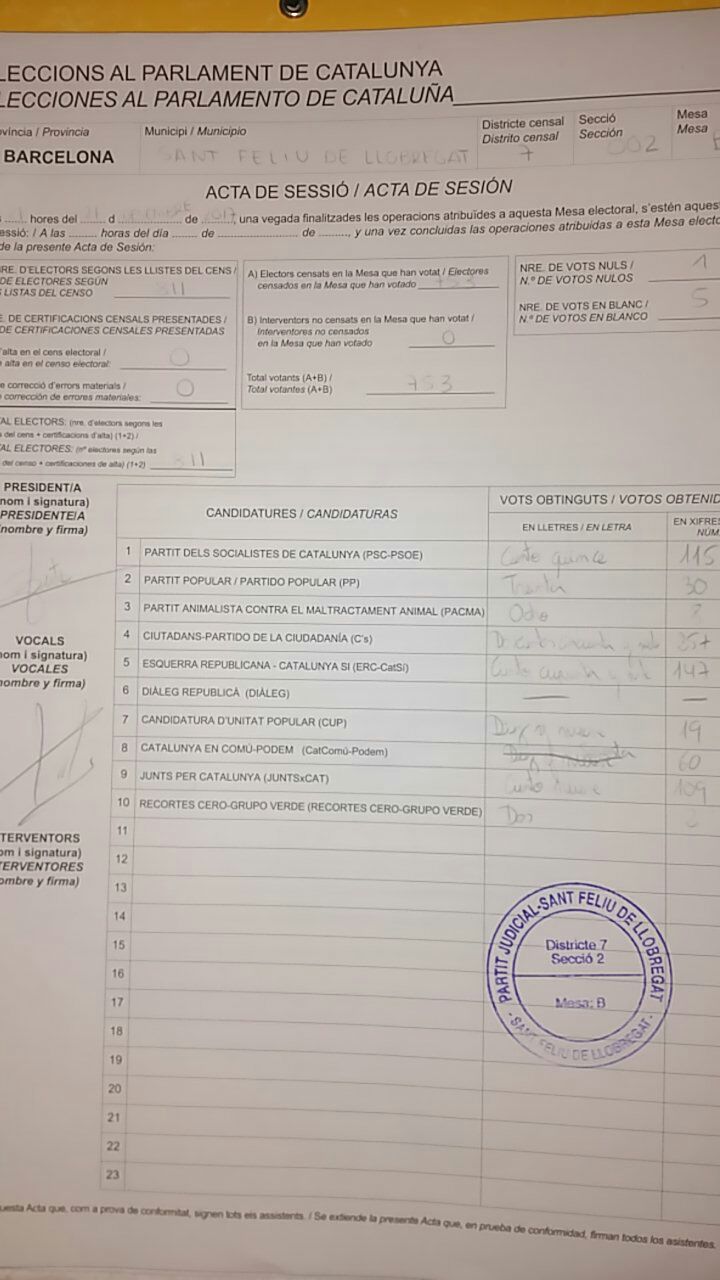 LECCIONS AL PARLAMENT DE CATALUNYA
LECCIONES AL PARLAMENTO DE CATALUÑA
ovíncia / Provincia Municipi / Municipio Districte censal Secció Mesa
Distrito censal Sección Mesa
BARCELONA SANT FELIU DE LLOBREGAT 7 002
ACTA DE SESSIÓ / ACTA DE SESIÓN
hores del d de 2017, una vegada finalitzades les operacions atribuïdes a aquesta Mesa electoral, s'estén aquest
essió: / A las horas del día de de , y una vez concluidas las operaciones atribuidas a esta Mesa electo
de la presente Acta de Sesión:
RE. D'ELECTORS SEGONS LES LLISTES DEL CENS /
DE ELECTORES SEGÚN
LISTAS DEL CENSO 811
E. DE CERTIFICACIONS CENSALS PRESENTADES /
DE CERTIFICACIONES CENSALES PRESENTADAS
'alta en el cens electoral /
alta en el censo electoral: 0
e correcció d'errors materials /
corrección de errores materiales: 0
AL ELECTORS: (nre. d'electors segons les
s del cens + certificacions d'alta) (1+2) /
AL ELECTORES: (nº electores según las
del censo + certificaciones de alta) (1+2) 811
A) Electors censats en la Mesa que han votat / Electores
censados en la Mesa que han votado 753
B) Interventors no censats en la Mesa que han votat /
Interventores no censados
en la Mesa que han votado 0
Total votants (A+B) /
Total votantes (A+B) 753
NRE. DE VOTS NULS /
N.º DE VOTOS NULOS 1
NRE. DE VOTS EN BLANC /
N.º DE VOTOS EN BLANCO 5
PRESIDENT/A
nom i signatura)
PRESIDENTE/A
nombre y firma)
VOCALS
om i signatura)
VOCALES
nombre y firma)
TERVENTORS
om i signatura)
TERVENTORES
ombre y firma)
CANDIDATURES / CANDIDATURAS VOTS OBTINGUTS / VOTOS OBTENID
EN LLETRES / EN LETRA EN XIFRES
NÚM.
1 PARTIT DELS SOCIALISTES DE CATALUNYA (PSC-PSOE) Ciento quince 115
2 PARTIT POPULAR / PARTIDO POPULAR (PP) Treinta 30
3 PARTIT ANIMALISTA CONTRA EL MALTRACTAMENT ANIMAL (PACMA) Ocho
4 CIUTADANS-PARTIDO DE LA CIUDADANÍA (C's) 257
5 ESQUERRA REPUBLICANA - CATALUNYA SI (ERC-CatSí) 147
6 DIÀLEG REPUBLICÀ (DIÀLEG) — —
7 CANDIDATURA D'UNITAT POPULAR (CUP) Diez y nueve 19
8 CATALUNYA EN COMÚ-PODEM (CatComú-Podem) 60
9 JUNTS PER CATALUNYA (JUNTSxCAT) Ciento nueve 109
10 RECORTES CERO-GRUPO VERDE (RECORTES CERO-GRUPO VERDE) Dos 2
11
12
13
14
15
16
17
18
19
20
21
22
23
PARTIT JUDICIAL-SANT FELIU DE LLOBREGAT
Districte 7
Secció 2
Mesa: B
- SANT FELIU DE LLOBREGAT -
uesta Acta que, com a prova de conformitat, signen tots els assistents. / Se extiende la presente Acta que, en prueba de conformidad, firman todos los asistentes.